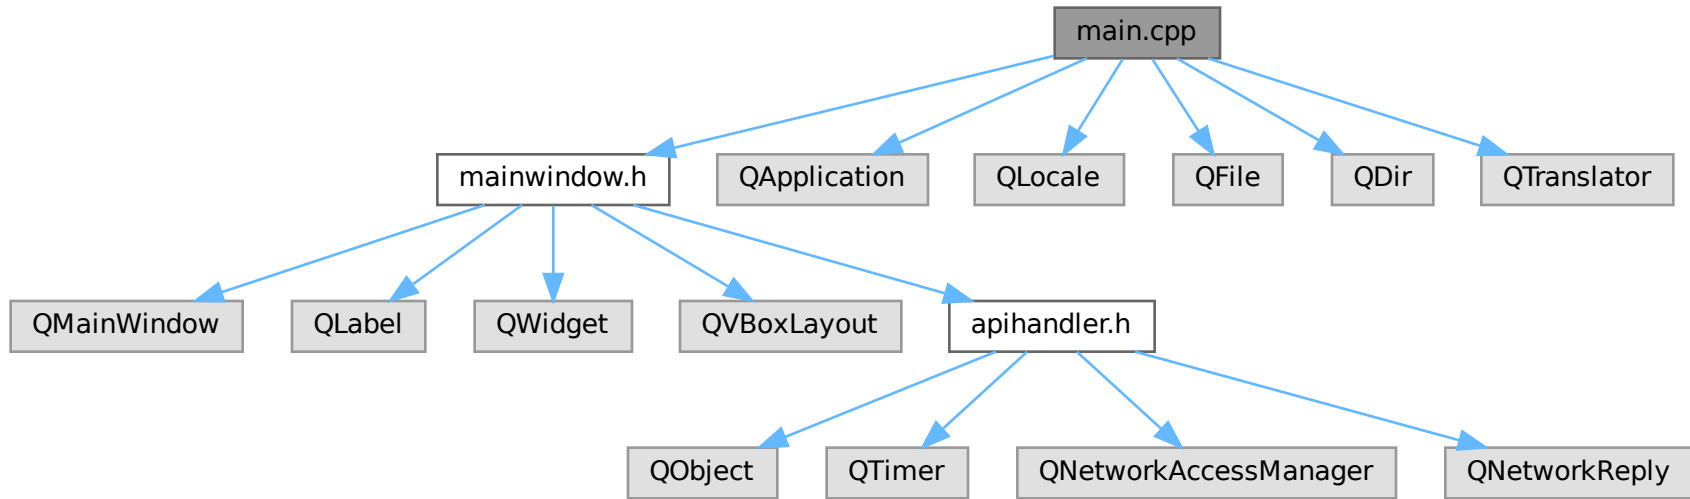 main.cpp
mainwindow.h
QApplication
QLocale
QFile
QDir
QTranslator
QMainWindow
QLabel
QWidget
QVBoxLayout
apihandler.h
QObject
QTimer
QNetworkAccessManager
QNetworkReply